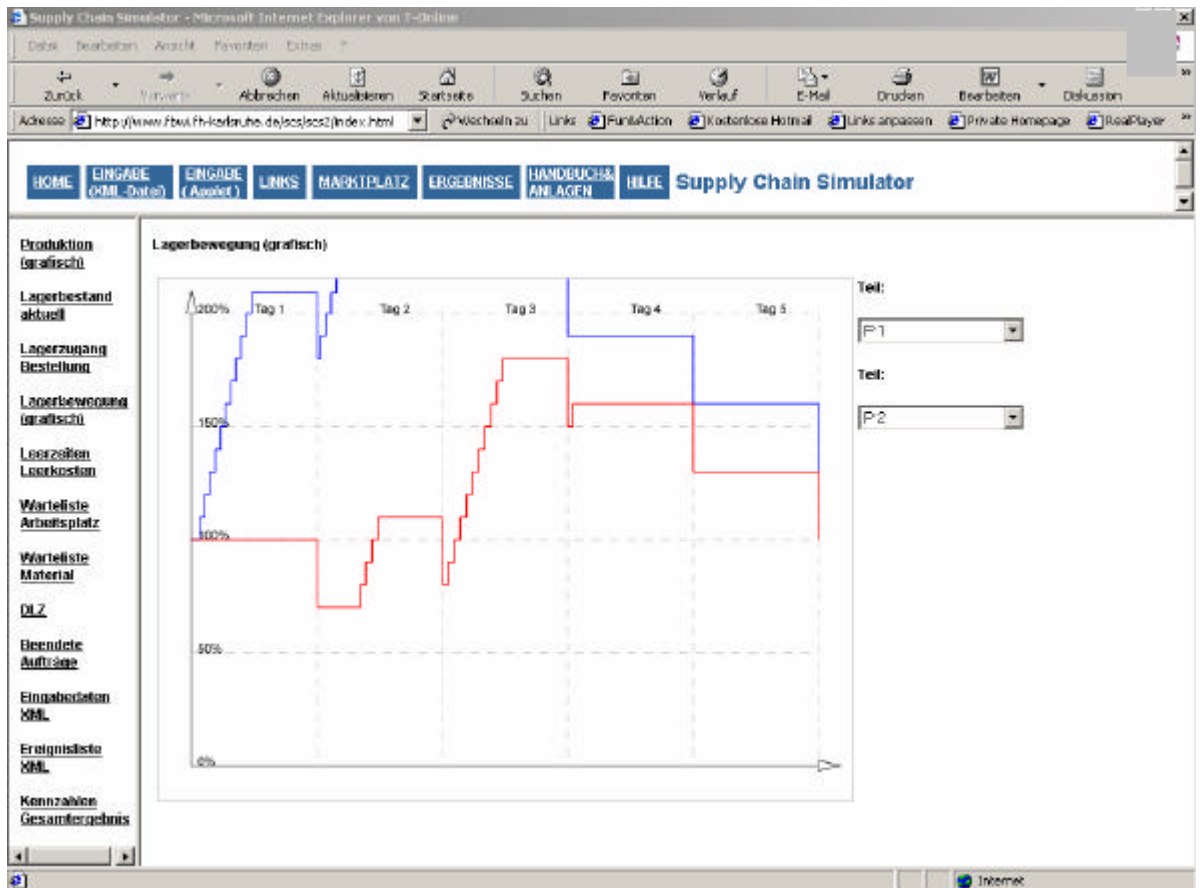 Supply Chain Simulator - Microsoft Internet Explorer von T-Online
Datei Bearbeiten Ansicht Favoriten Extras ?
Zurück Vorwärts Abbrechen Aktualisieren Startseite Suchen Favoriten Verlauf E-Mail Drucken Bearbeiten Diskussion
Adresse http://www.fbwi.fh-karlsruhe.de/scs/scs2/index.html Wechseln zu Links Fun&Action Kostenlose Hotmail Links anpassen Private Homepage RealPlayer
HOME
EINGABE
(XML-Datei)
EINGABE
(Applet)
LINKS
MARKTPLATZ
ERGEBNISSE
HANDBUCH&
ANLAGEN
HILFE
Supply Chain Simulator
Produktion
(grafisch)
Lagerbestand
aktuell
Lagerzugang
Bestellung
Lagerbewegung
(grafisch)
Leerzeiten
Leerkosten
Warteliste
Arbeitsplatz
Warteliste
Material
DLZ
Beendete
Aufträge
Eingabedaten
XML
Ereignisliste
XML
Kennzahlen
Gesamtergebnis
Lagerbewegung (grafisch)
200% Tag 1 Tag 2 Tag 3 Tag 4 Tag 5
150%
100%
50%
0%
Teil:
P1
Teil:
P2
Internet